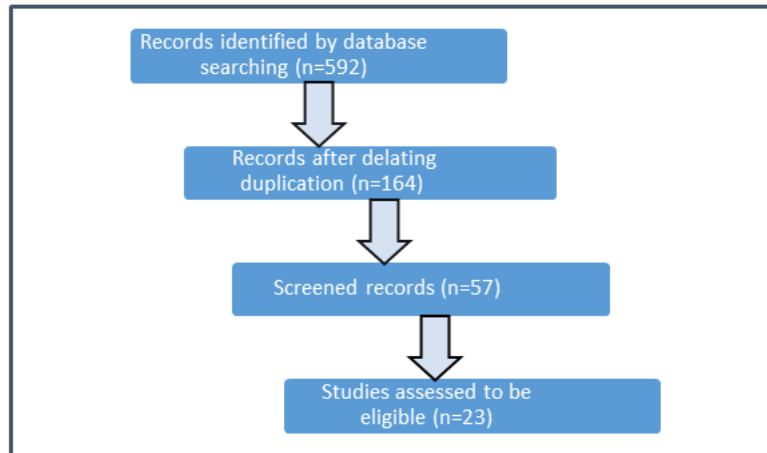 Records identified by database
searching (n=592)
Records after delating
duplication (n=164)
Screened records (n=57)
Studies assessed to be
eligible (n=23)